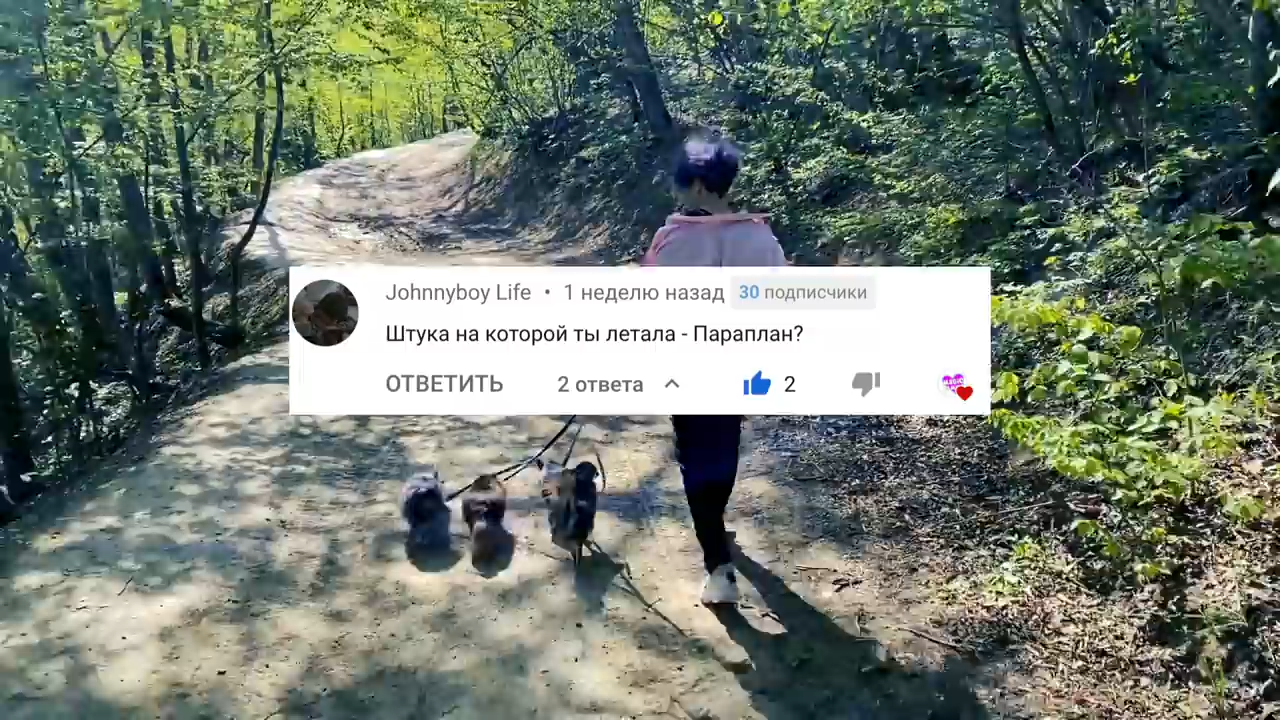 Johnnyboy Life • 1 неделю назад 30 подписчики
Штука на которой ты летала - Параплан?
ОТВЕТИТЬ 2 ответа 2